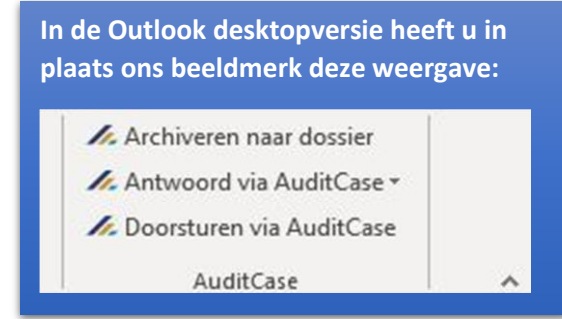 In de Outlook desktopversie heeft u in
plaats ons beeldmerk deze weergave:
Archiveren naar dossier
Antwoord via AuditCase
Doorsturen via AuditCase
AuditCase